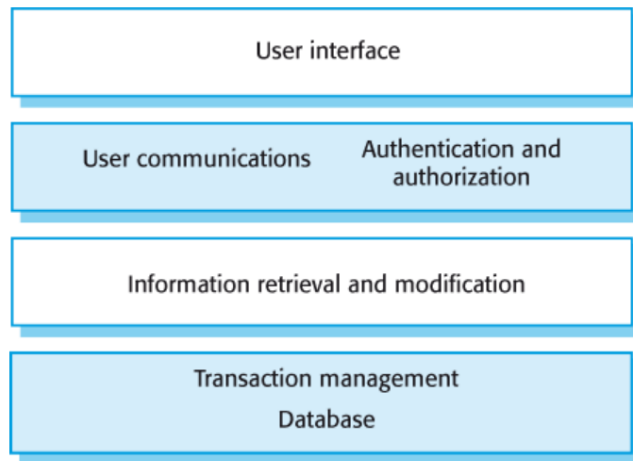 User interface
User communications
Authentication and
authorization
Information retrieval and modification
Transaction management
Database